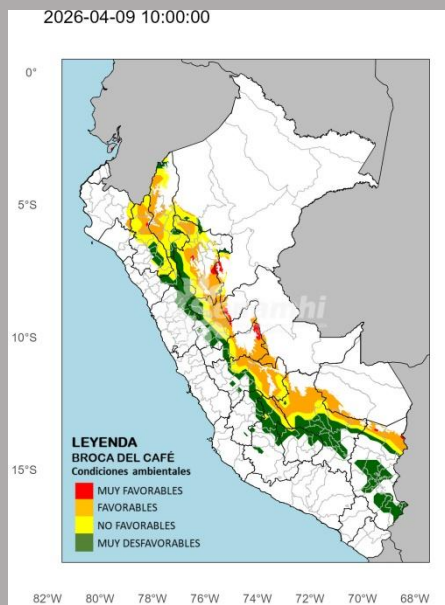 2026-04-09 10:00:00
0°
5°S
10°S
15°S
senamhi
LEYENDA
BROCA DEL CAFÉ
Condiciones ambientales
MUY FAVORABLES
FAVORABLES
NO FAVORABLES
MUY DESFAVORABLES
82°W 80°W 78°W 76°W 74°W 72°W 70°W 68°W